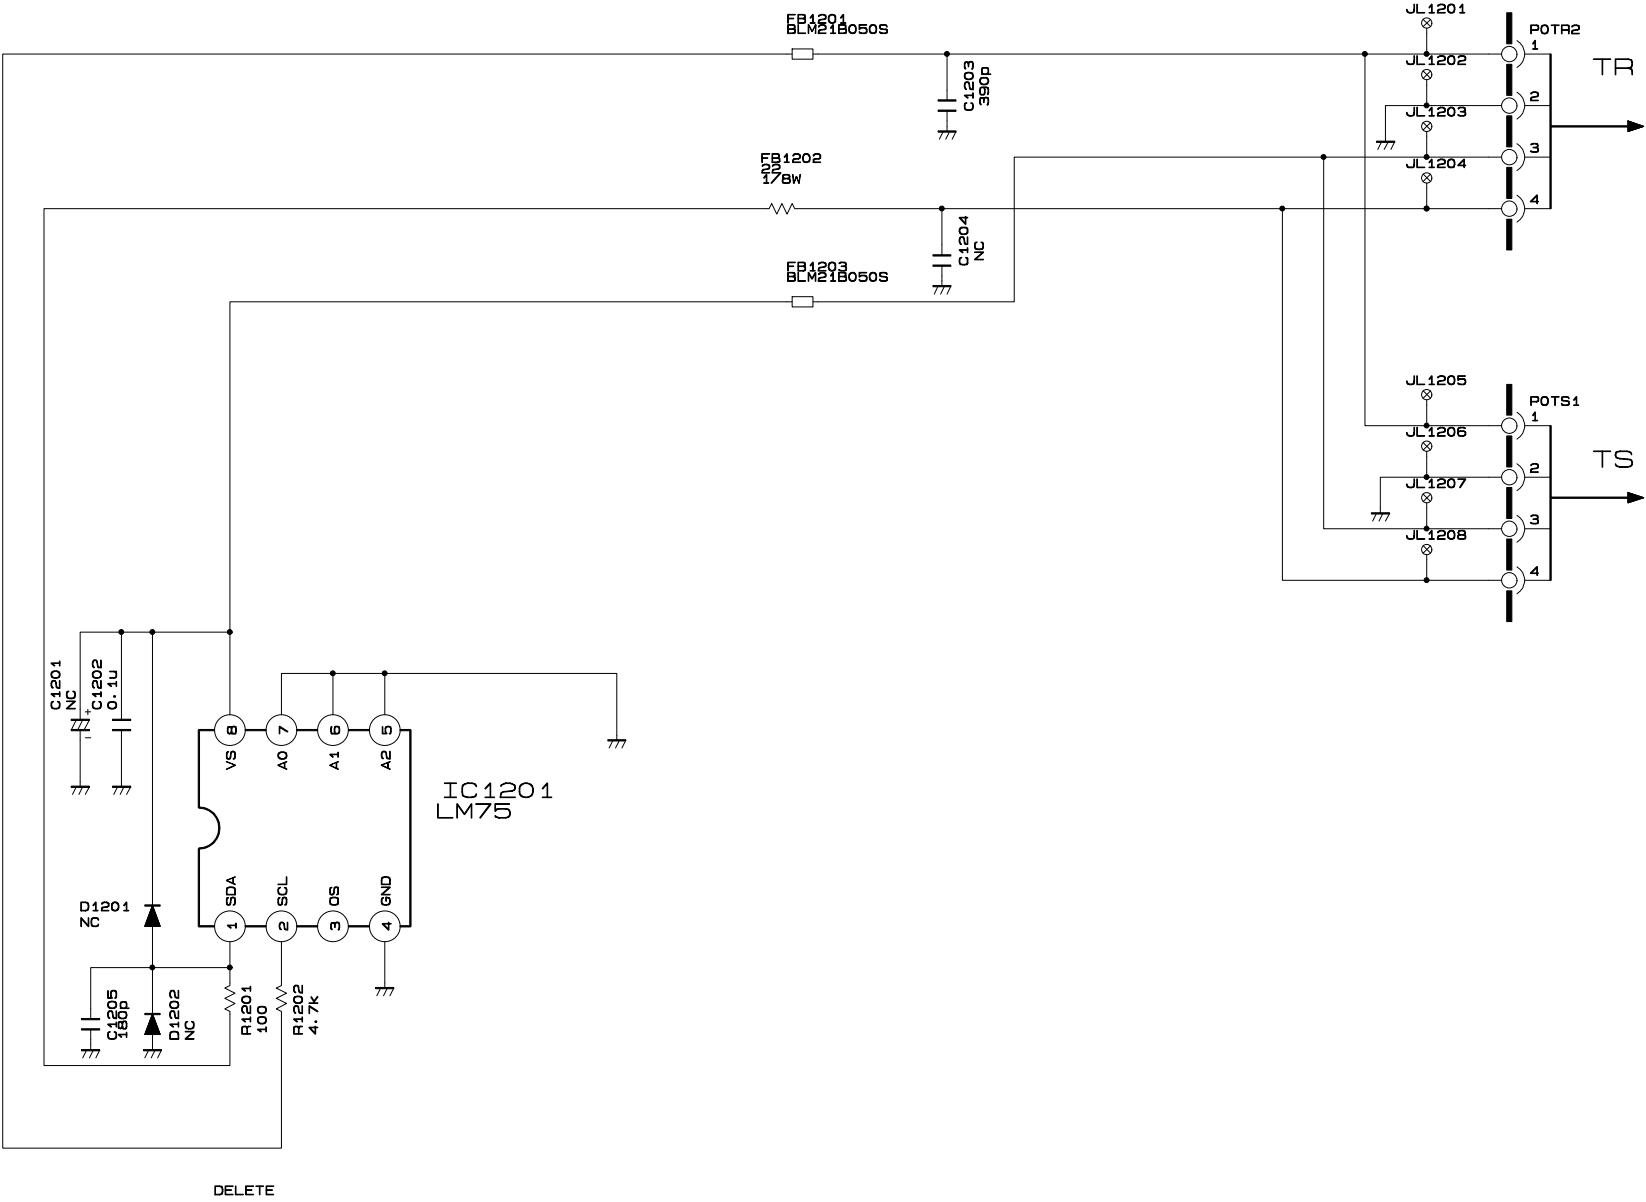 FB1201
BLM21B050S
JL1201
POTR2
1
TR
JL1202
C1203
390p
2
JL1203
3
FB1202
22
1/8W
JL1204
4
C1204
NC
FB1203
BLM21B050S
JL1205
POTS1
1
JL1206
TS
2
JL1207
3
JL1208
4
C1201
NC
+
-
C1202
0.1u
8
7
6
5
VS
A0
A1
A2
IC1201
LM75
SDA
SCL
OS
GND
D1201
NC
1
2
3
4
C1205
180p
D1202
NC
R1201
100
R1202
4.7k
DELETE